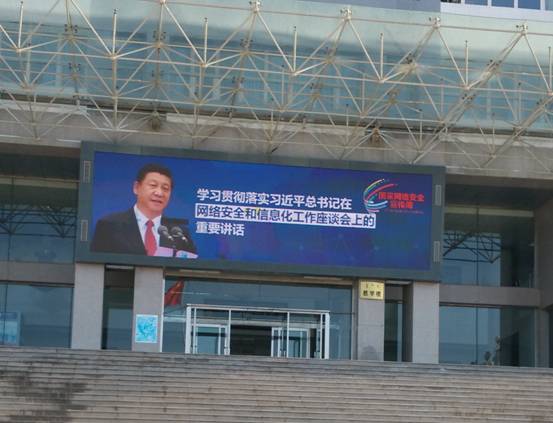 学习贯彻落实习近平总书记在
网络安全和信息化工作座谈会上的
重要讲话
国家网络安全
宣传周
教学楼